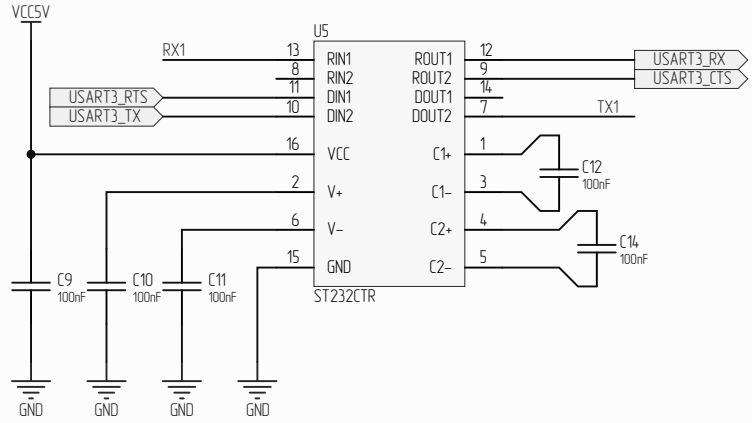 VCC5V
U5
RX1
13
RIN1
ROUT1
12
USART3_RX
8
RIN2
ROUT2
9
USART3_CTS
USART3_RTS
11
DIN1
DOUT1
14
USART3_TX
10
DIN2
DOUT2
7
TX1
16
VCC
C1+
1
C12
100nF
2
V+
C1-
3
6
V-
C2+
4
C14
100nF
15
GND
C2-
5
C9
100nF
C10
100nF
C11
100nF
ST232CTR
GND
GND
GND
GND